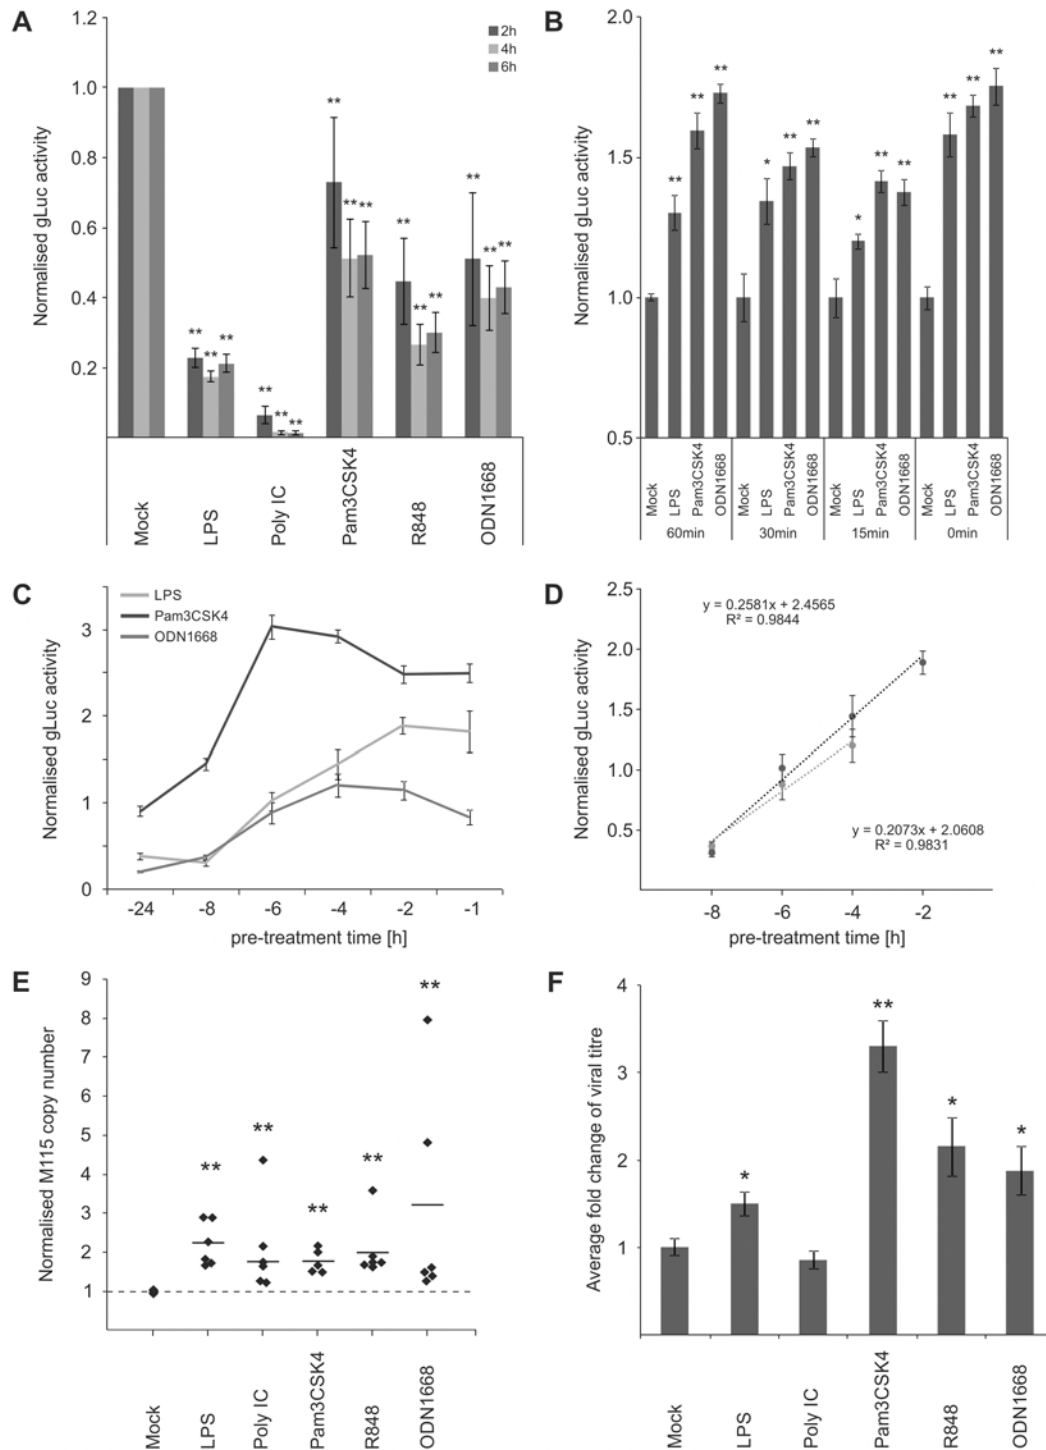 A
Normalised gLuc activity
1.2
1.0
0.8
0.6
0.4
0.2
2h
4h
6h
** ** **
** ** **
** ** **
** ** **
** ** **
Mock
LPS
Poly IC
Pam3CSK4
R848
ODN1668
B
Normalised gLuc activity
2.0
1.5
1.0
0.5
** ** **
* ** **
* ** **
** ** **
Mock
LPS
Pam3CSK4
ODN1668
Mock
LPS
Pam3CSK4
ODN1668
Mock
LPS
Pam3CSK4
ODN1668
Mock
LPS
Pam3CSK4
ODN1668
60min
30min
15min
0min
C
Normalised gLuc activity
3
2
1
0
LPS
Pam3CSK4
ODN1668
-24 -8 -6 -4 -2 -1
pre-treatment time [h]
D
Normalised gLuc activity
2.5
2.0
1.5
1.0
0.5
y = 0.2581x + 2.4565
R² = 0.9844
y = 0.2073x + 2.0608
R² = 0.9831
-8 -6 -4 -2
pre-treatment time [h]
E
Normalised M115 copy number
9
8
7
6
5
4
3
2
1
**
**
**
**
**
Mock
LPS
Poly IC
Pam3CSK4
R848
ODN1668
F
Average fold change of viral titre
4
3
2
1
*
**
*
*
Mock
LPS
Poly IC
Pam3CSK4
R848
ODN1668